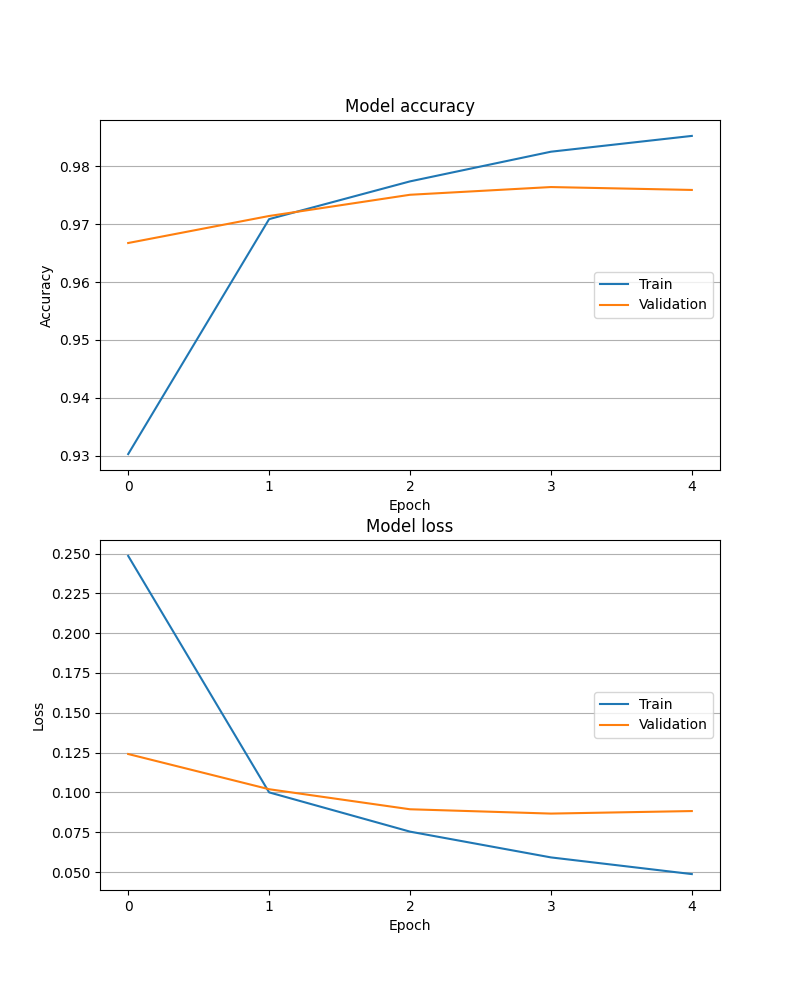 Model accuracy
0.98
0.97
0.96
0.95
0.94
0.93
Accuracy
Train
Validation
0 1 2 3 4
Epoch
Model loss
0.250
0.225
0.200
0.175
0.150
0.125
0.100
0.075
0.050
Loss
Train
Validation
0 1 2 3 4
Epoch